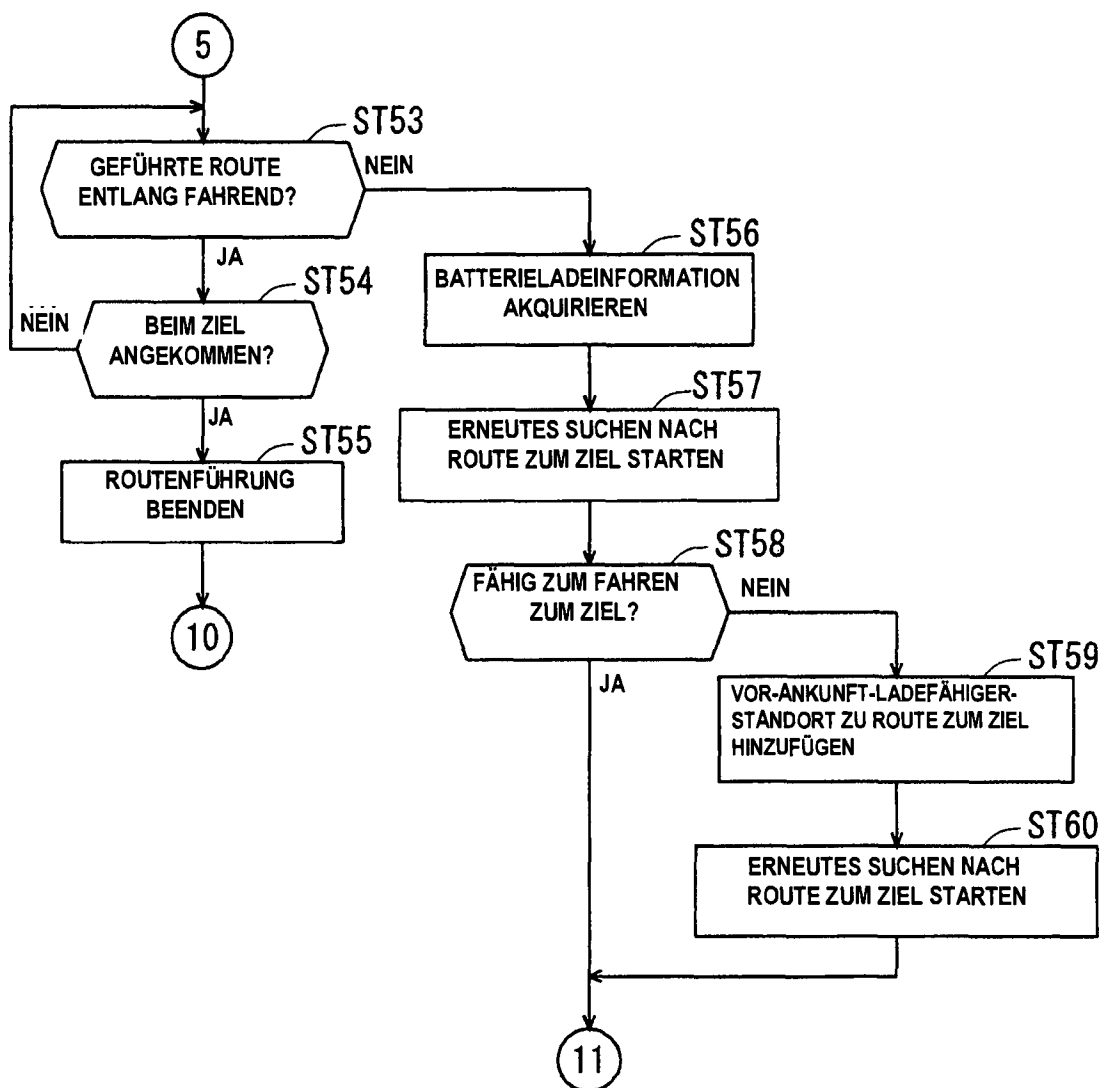 5
ST53
GEFÜHRTE ROUTE
ENTLANG FAHREND?
NEIN
JA
ST54
NEIN
BEIM ZIEL
ANGEKOMMEN?
JA
ST55
ROUTENFÜHRUNG
BEENDEN
10
ST56
BATTERIELADEINFORMATION
AKQUIRIEREN
ST57
ERNEUTES SUCHEN NACH
ROUTE ZUM ZIEL STARTEN
ST58
FÄHIG ZUM FAHREN
ZUM ZIEL?
NEIN
JA
ST59
VOR-ANKUNFT-LADEFÄHIGER-
STANDORT ZU ROUTE ZUM ZIEL
HINZUFÜGEN
ST60
ERNEUTES SUCHEN NACH
ROUTE ZUM ZIEL STARTEN
11